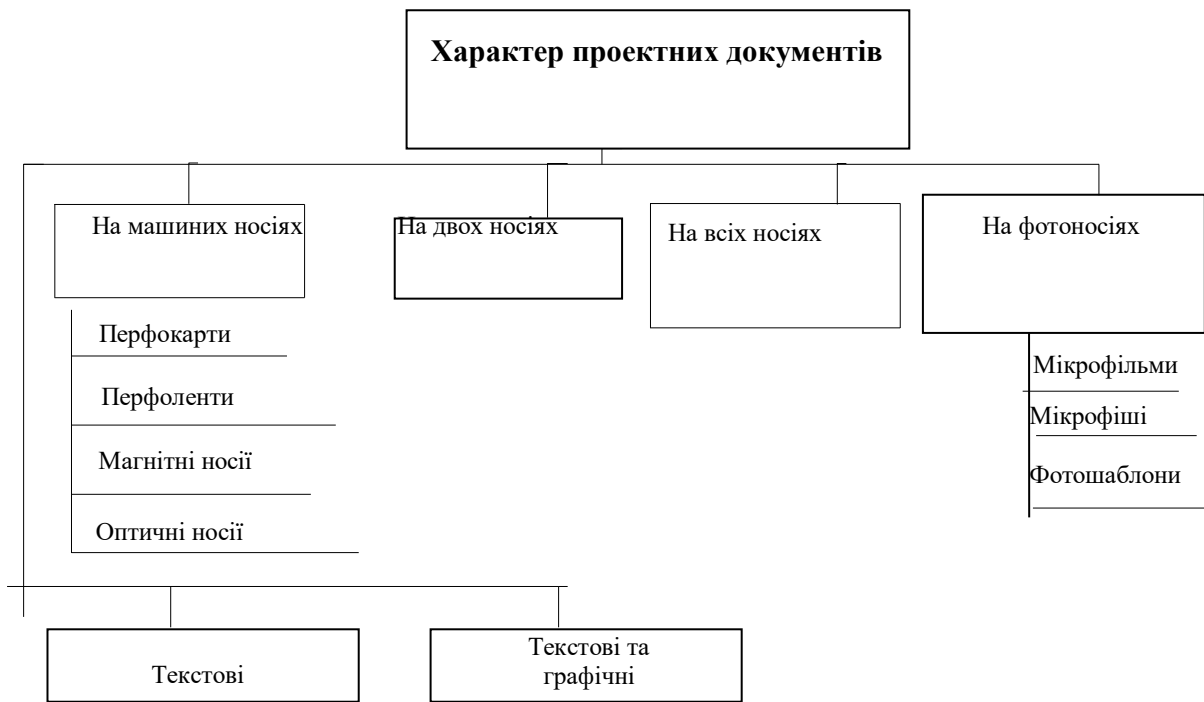 Характер проектних документів
На машиних носіях
На двох носіях
На всіх носіях
На фотоносіях
Перфокарти
Перфоленти
Магнітні носії
Оптичні носії
Мікрофільми
Мікрофіші
Фотошаблони
Текстові
Текстові та
графічні